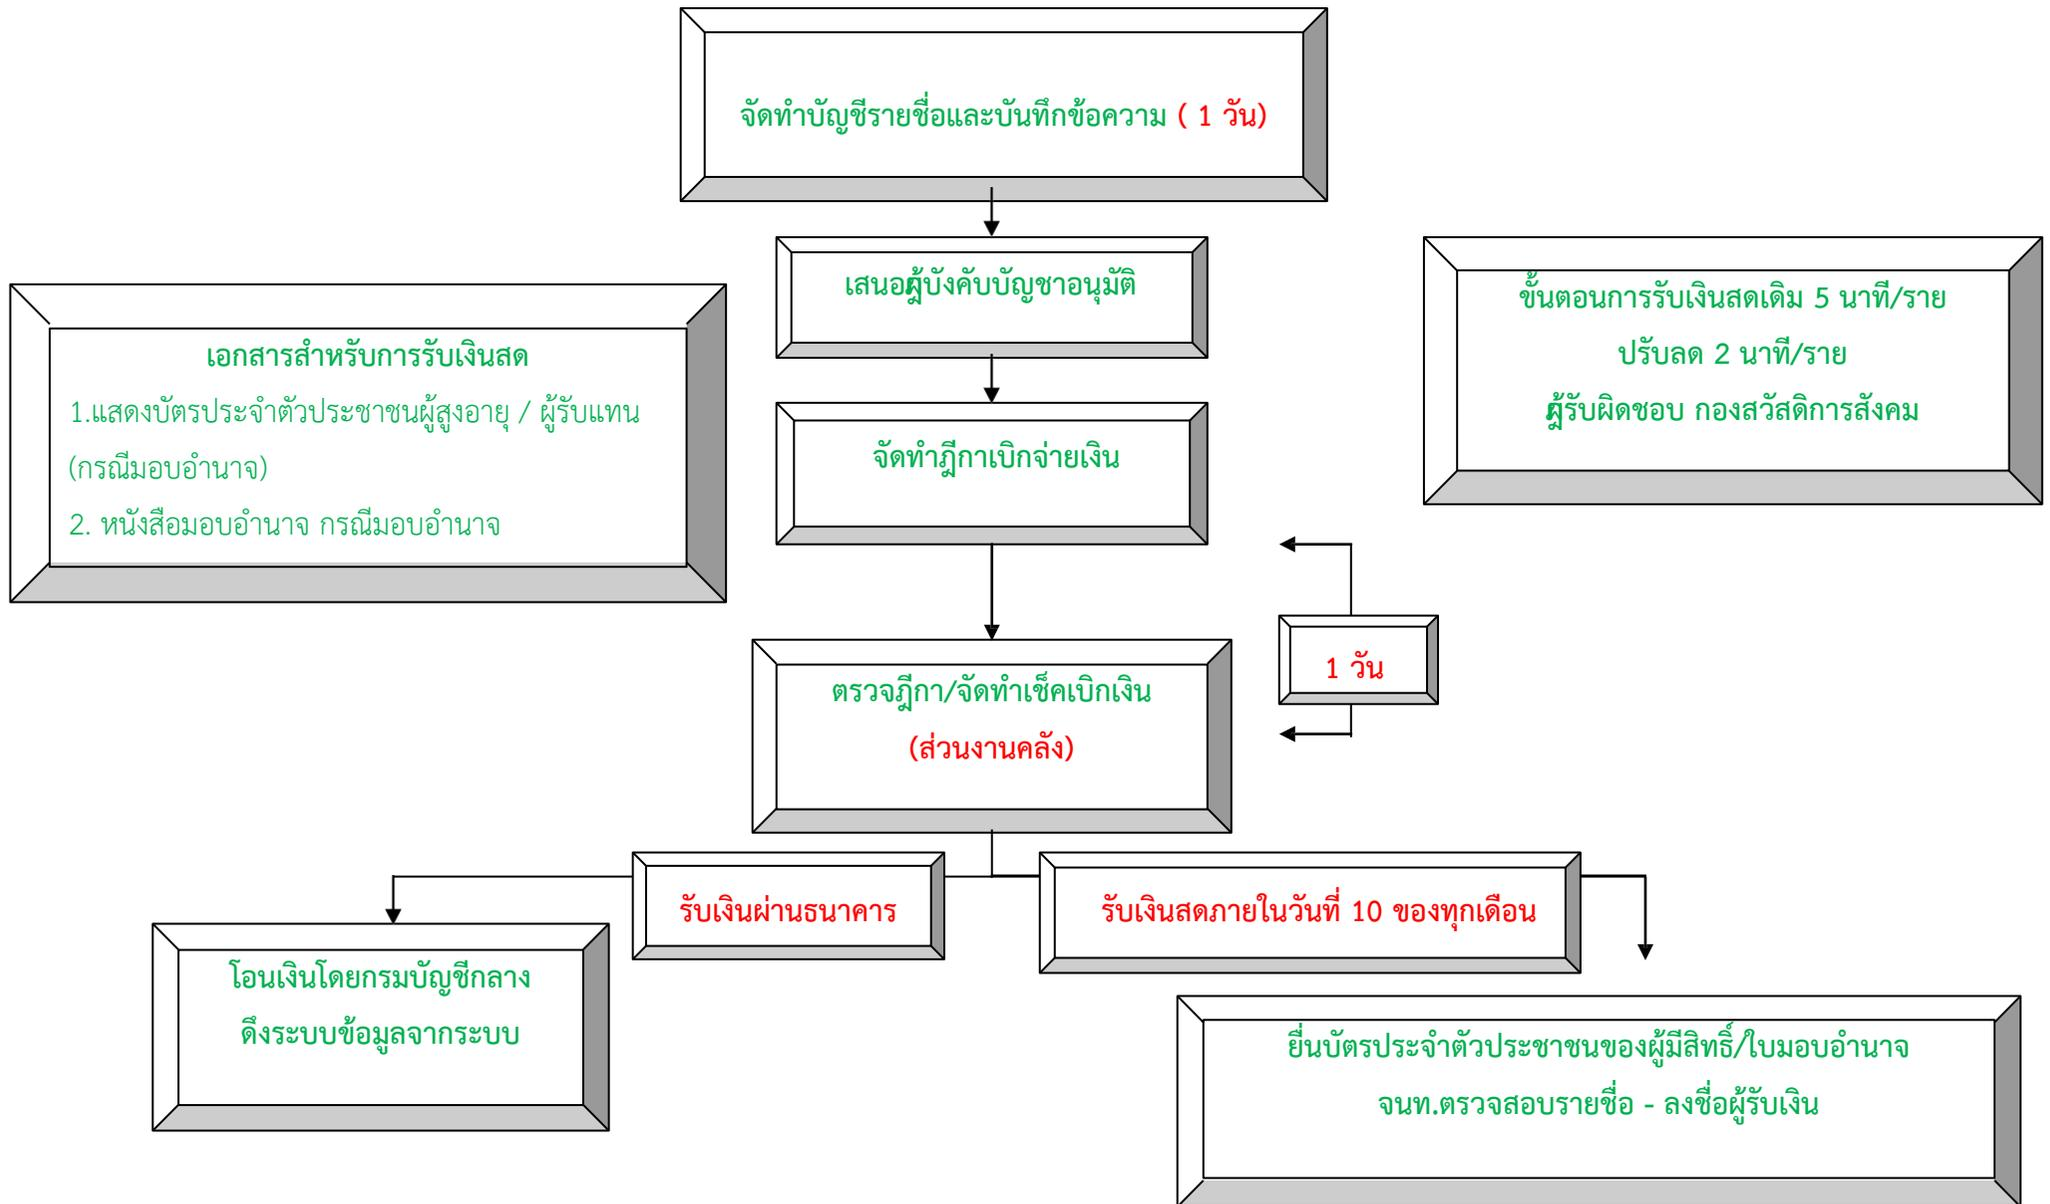 จัดทำบัญชีรายชื่อและบันทึกข้อความ ( 1 วัน)
เสนอผู้บังคับบัญชาอนุมัติ
ขั้นตอนการรับเงินสดเดิม 5 นาที/ราย
ปรับลด 2 นาที/ราย
ผู้รับผิดชอบ กองสวัสดิการสังคม
เอกสารสำหรับการรับเงินสด
1.แสดงบัตรประจำตัวประชาชนผู้สูงอายุ / ผู้รับแทน
(กรณีมอบอำนาจ)
2. หนังสือมอบอำนาจ กรณีมอบอำนาจ
จัดทำฎีกาเบิกจ่ายเงิน
1 วัน
ตรวจฎีกา/จัดทำเช็คเบิกเงิน
(ส่วนงานคลัง)
รับเงินผ่านธนาคาร
รับเงินสดภายในวันที่ 10 ของทุกเดือน
โอนเงินโดยกรมบัญชีกลาง
ดึงระบบข้อมูลจากระบบ
ยื่นบัตรประจำตัวประชาชนของผู้มีสิทธิ์/ใบมอบอำนาจ
จนท.ตรวจสอบรายชื่อ - ลงชื่อผู้รับเงิน